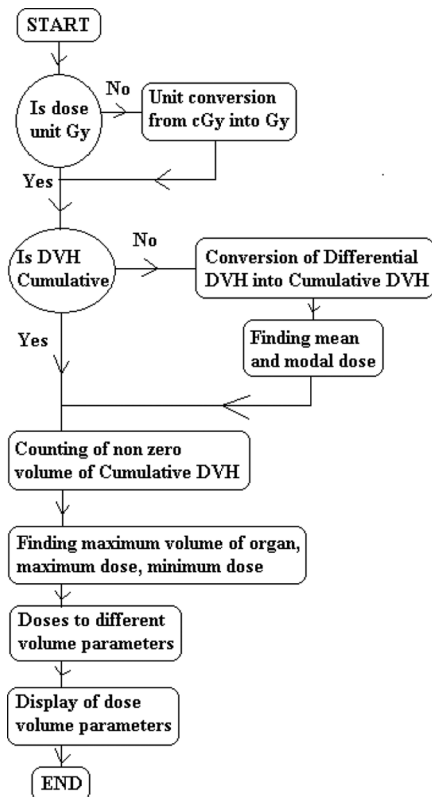 START
Is dose
unit Gy
No
Unit conversion
from cGy into Gy
Yes
Is DVH
Cumulative
No
Conversion of Differential
DVH into Cumulative DVH
Yes
Finding mean
and modal dose
Counting of non zero
volume of Cumulative DVH
Finding maximum volume of organ,
maximum dose, minimum dose
Doses to different
volume parameters
Display of dose
volume parameters
END